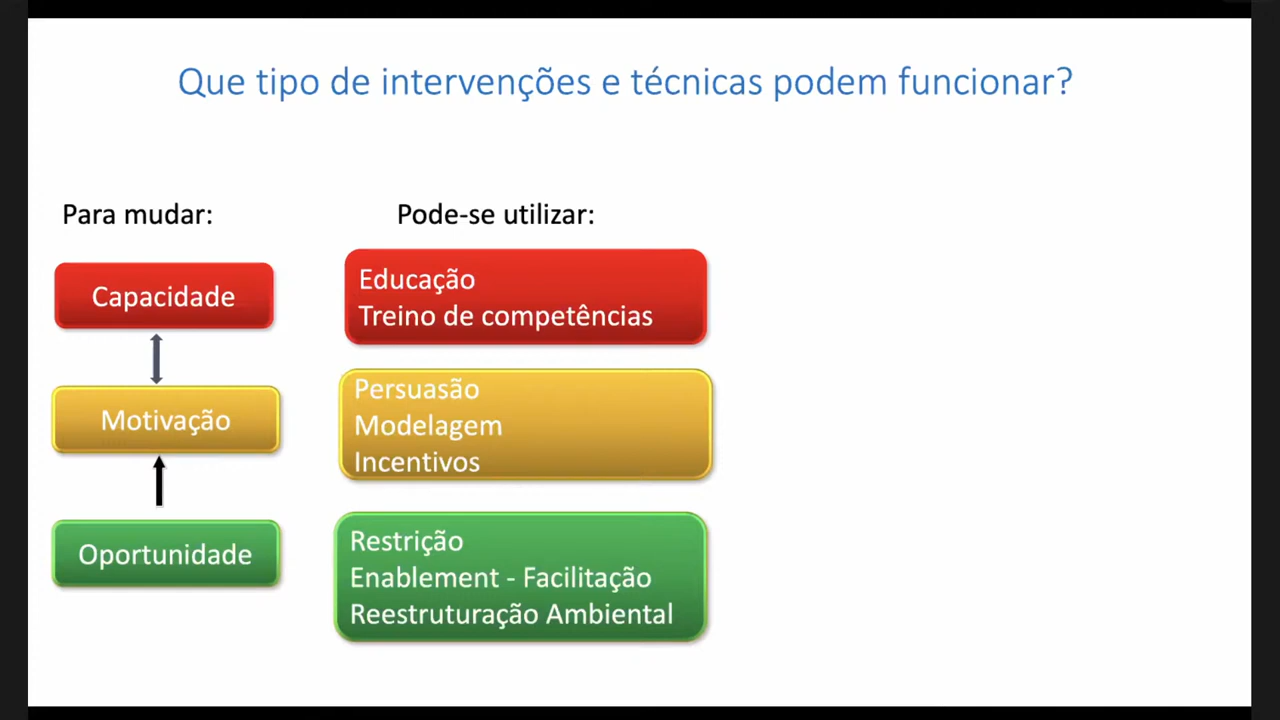 Que tipo de intervenções e técnicas podem funcionar?
Para mudar:
Pode-se utilizar:
Capacidade
Educação
Treino de competências
Motivação
Persuasão
Modelagem
Incentivos
Oportunidade
Restrição
Enablement - Facilitação
Reestruturação Ambiental